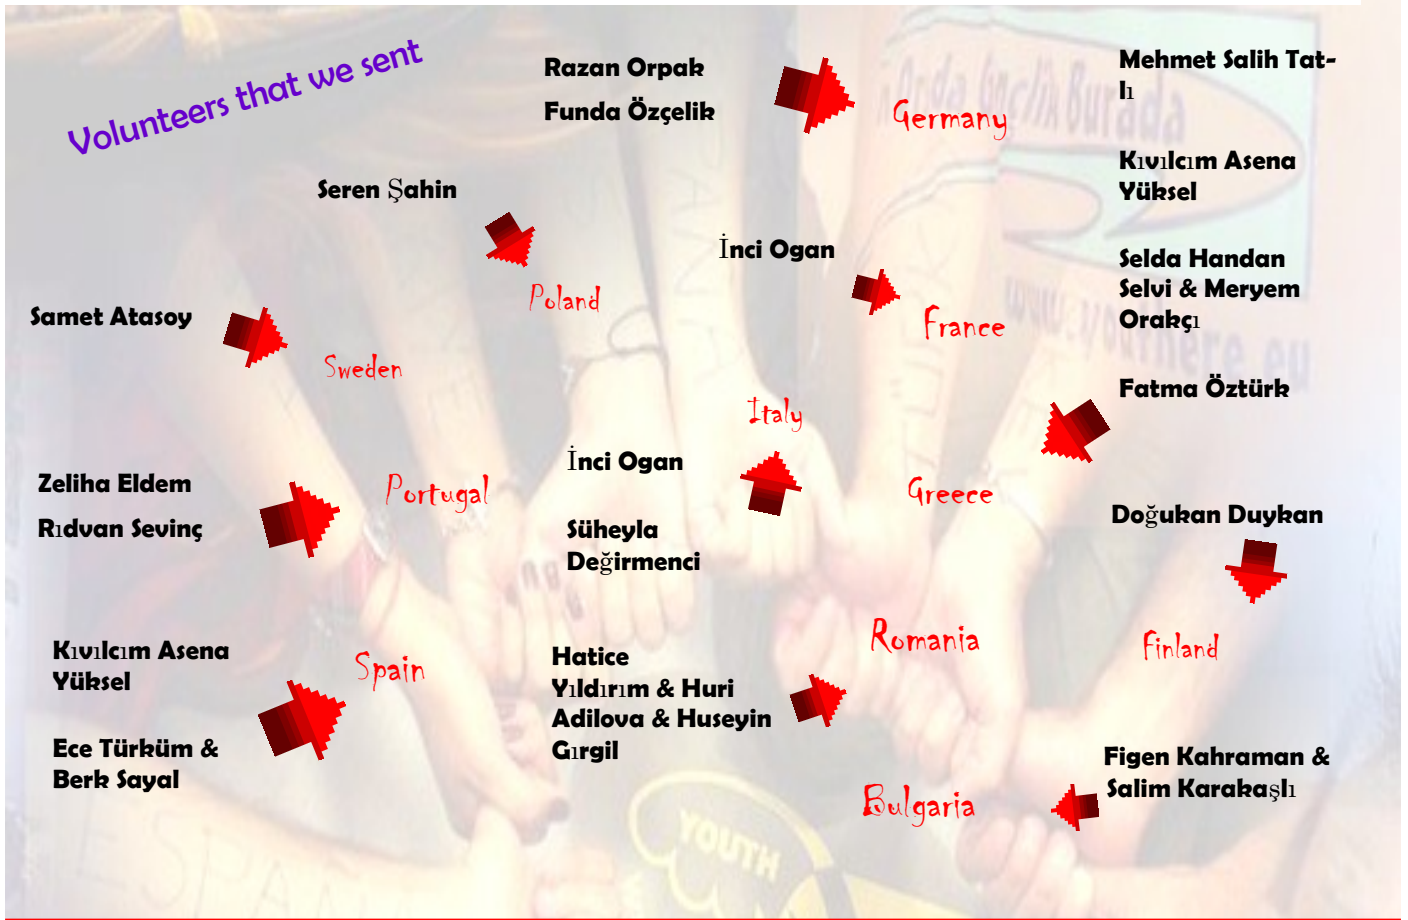 Volunteers that we sent
Razan Orpak
Funda Özçelik
Germany
Mehmet Salih Tat-
lı
Kıvılcım Asena
Yüksel
Selda Handan
Selvi & Meryem
Orakçı
Fatma Öztürk
Greece
Seren Şahin
Poland
İnci Ogan
France
Samet Atasoy
Sweden
Italy
İnci Ogan
Süheyla
Değirmenci
Zeliha Eldem
Rıdvan Sevinç
Portugal
Doğukan Duykan
Finland
Kıvılcım Asena
Yüksel
Ece Türküm &
Berk Sayal
Spain
Hatice
Yıldırım & Huri
Adilova & Huseyin
Gırgil
Romania
Figen Kahraman &
Salim Karakaşlı
Bulgaria
Burada
YOUTH